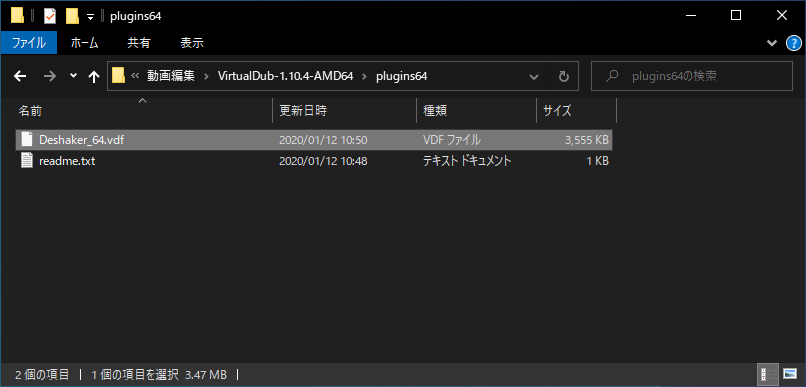 plugins64
ファイル ホーム 共有 表示
« 動画編集 › VirtualDub-1.10.4-AMD64 › plugins64 plugins64の検索
名前 更新日時 種類 サイズ
Deshaker_64.vdf 2020/01/12 10:50 VDF ファイル 3,555 KB
readme.txt 2020/01/12 10:48 テキスト ドキュメント 1 KB
2 個の項目 1 個の項目を選択 3.47 MB